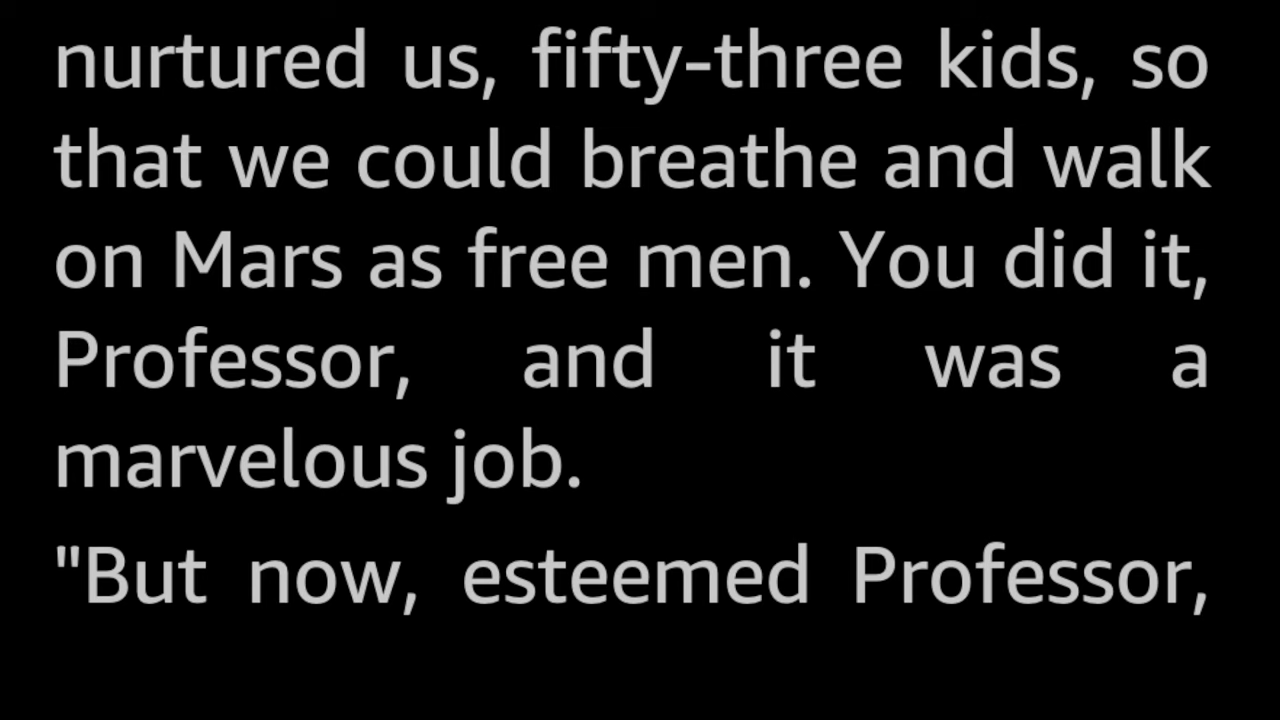 nurtured us, fifty-three kids, so
that we could breathe and walk
on Mars as free men. You did it,
Professor, and it was a
marvelous job.
"But now, esteemed Professor,